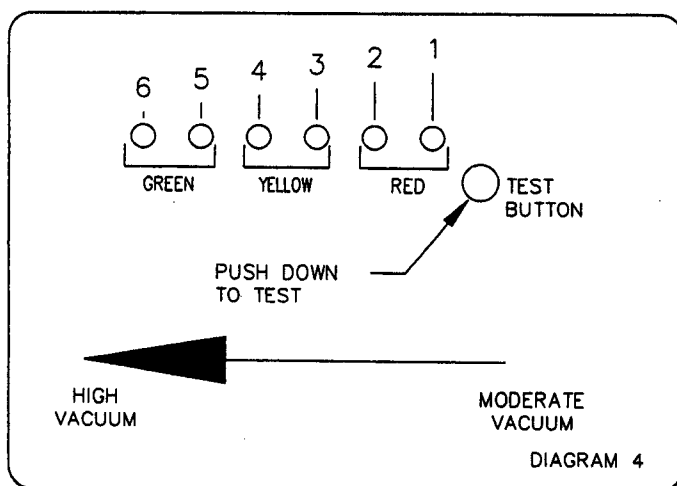 6 5 4 3 2 1
GREEN YELLOW RED
TEST
BUTTON
PUSH DOWN
TO TEST
HIGH
VACUUM
MODERATE
VACUUM
DIAGRAM 4